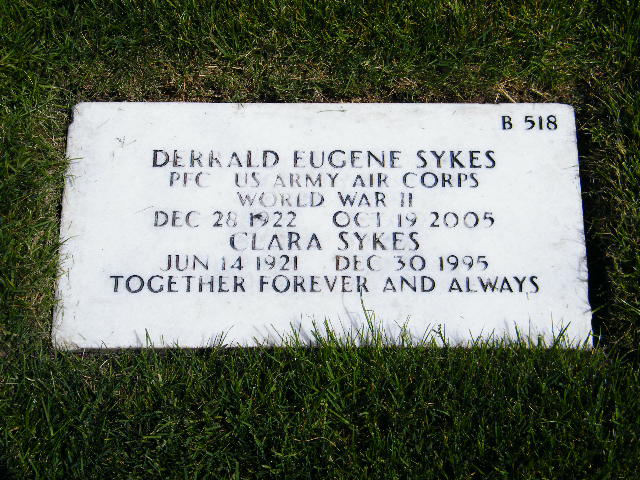 B 518
DERRALD EUGENE SYKES
PFC US ARMY AIR CORPS
WORLD WAR II
DEC 28 1922 OCT 19 2005
CLARA SYKES
JUN 14 1921 DEC 30 1995
TOGETHER FOREVER AND ALWAYS